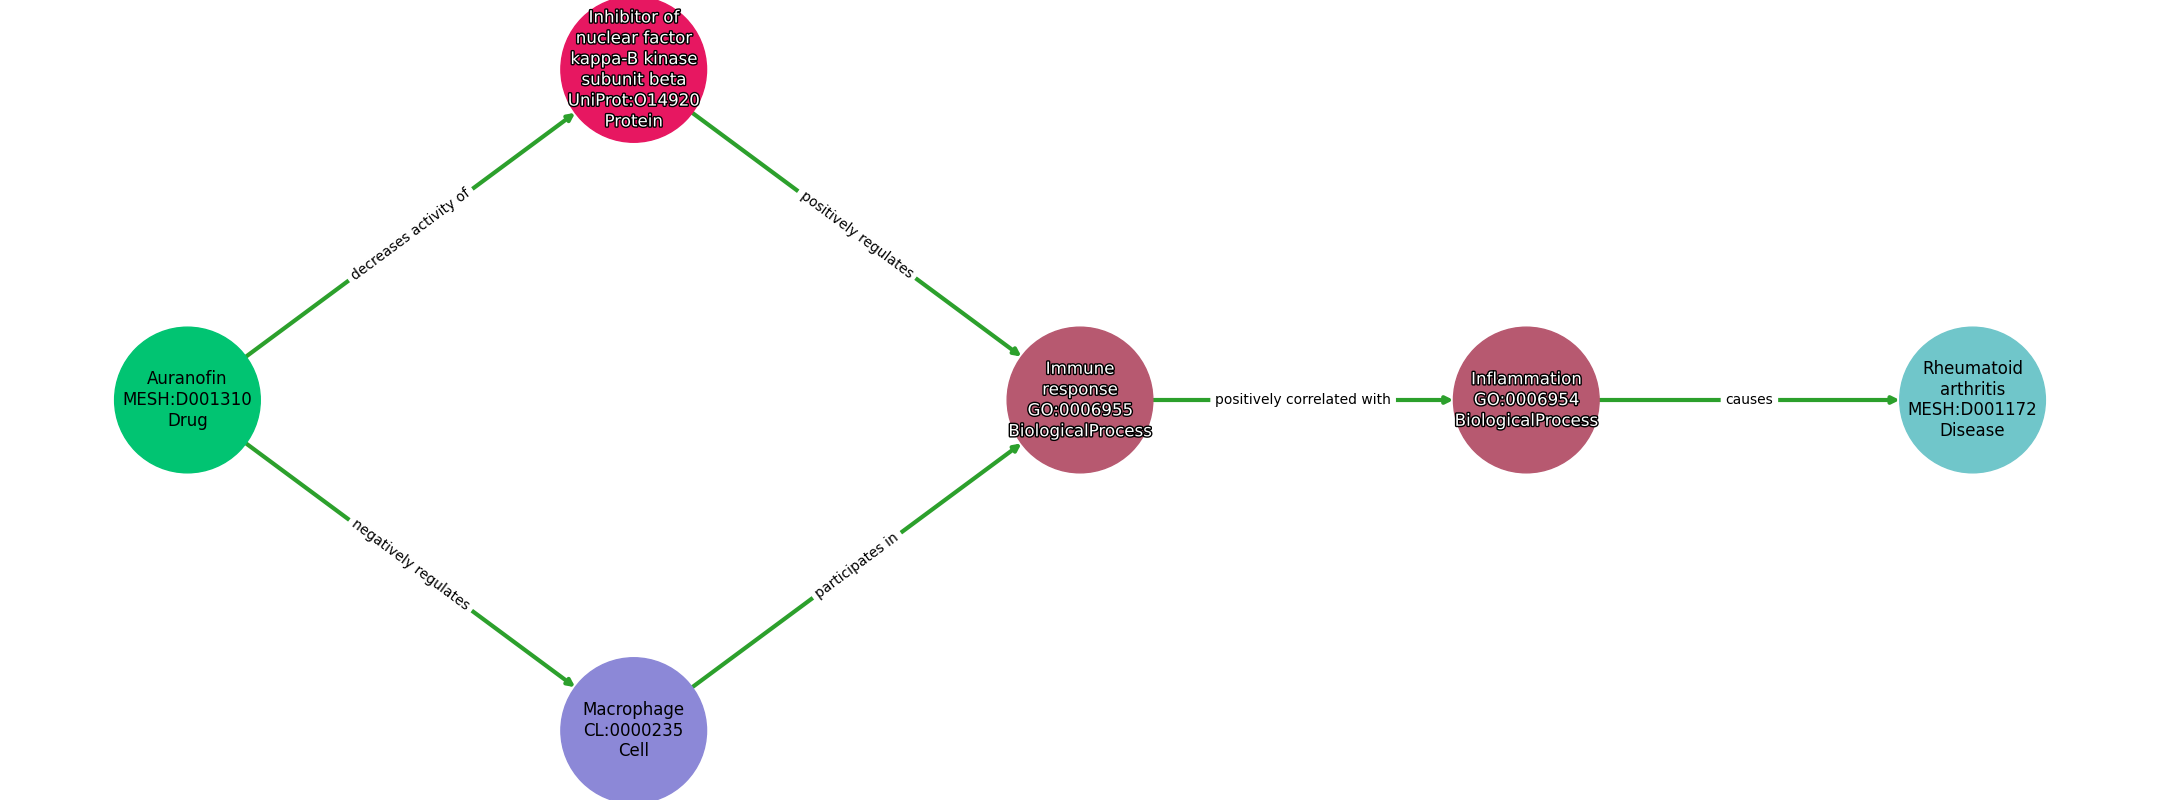 Inhibitor of
nuclear factor
kappa-B kinase
subunit beta
UniProt:O14920
Protein
decreases activity of
positively regulates
Auranofin
MESH:D001310
Drug
Immune
response
GO:0006955
BiologicalProcess
positively correlated with
Inflammation
GO:0006954
BiologicalProcess
causes
Rheumatoid
arthritis
MESH:D001172
Disease
negatively regulates
participates in
Macrophage
CL:0000235
Cell